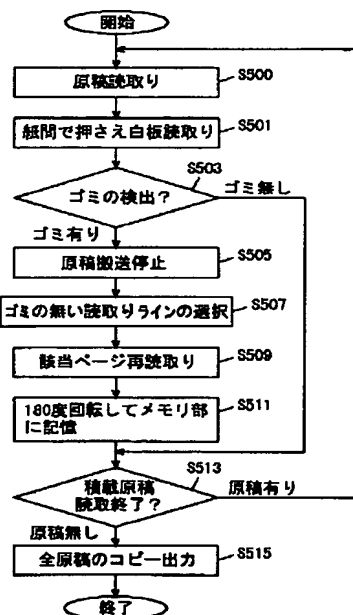 開始
原稿読取り
S500
紙間で押さえ白板読取り
S501
S503
ゴミの検出?
ゴミ無し
ゴミ有り
原稿搬送停止
S505
ゴミの無い読取りラインの選択
S507
該当ページ再読取り
S509
180度回転してメモリ部
に記憶
S511
S513
積載原稿
読取終了?
原稿有り
原稿無し
全原稿のコピー出力
S515
終了